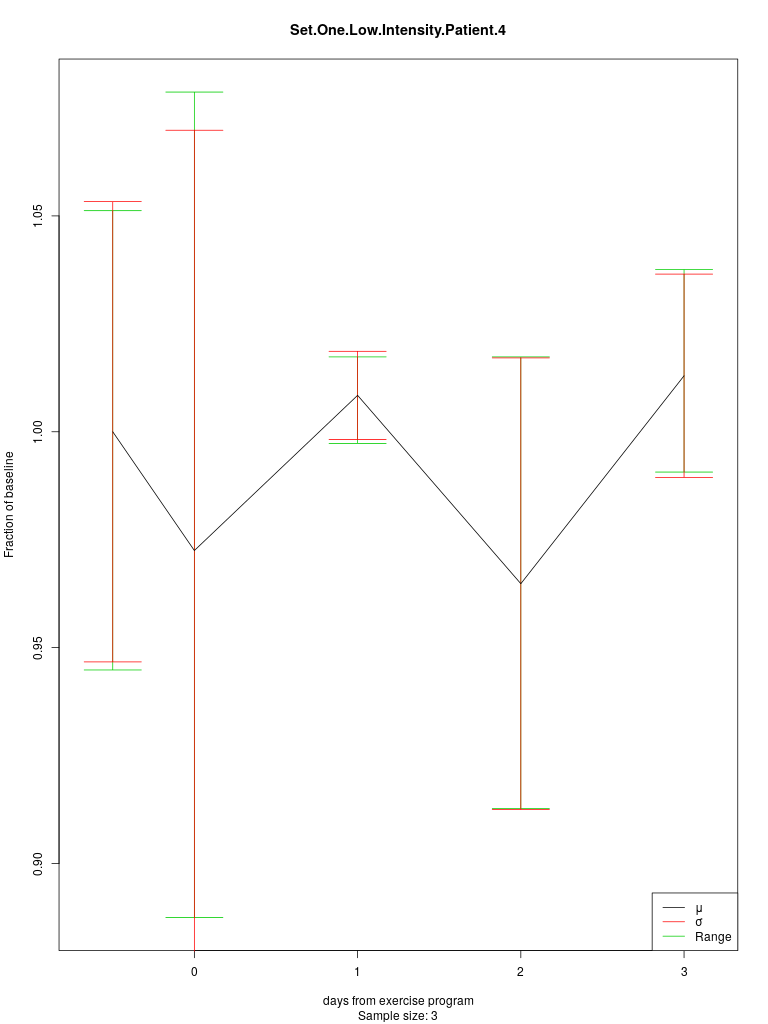 Set.One.Low.Intensity.Patient.4
Fraction of baseline
1.05
1.00
0.95
0.90
0
1
2
3
μ
σ
Range
days from exercise program
Sample size: 3